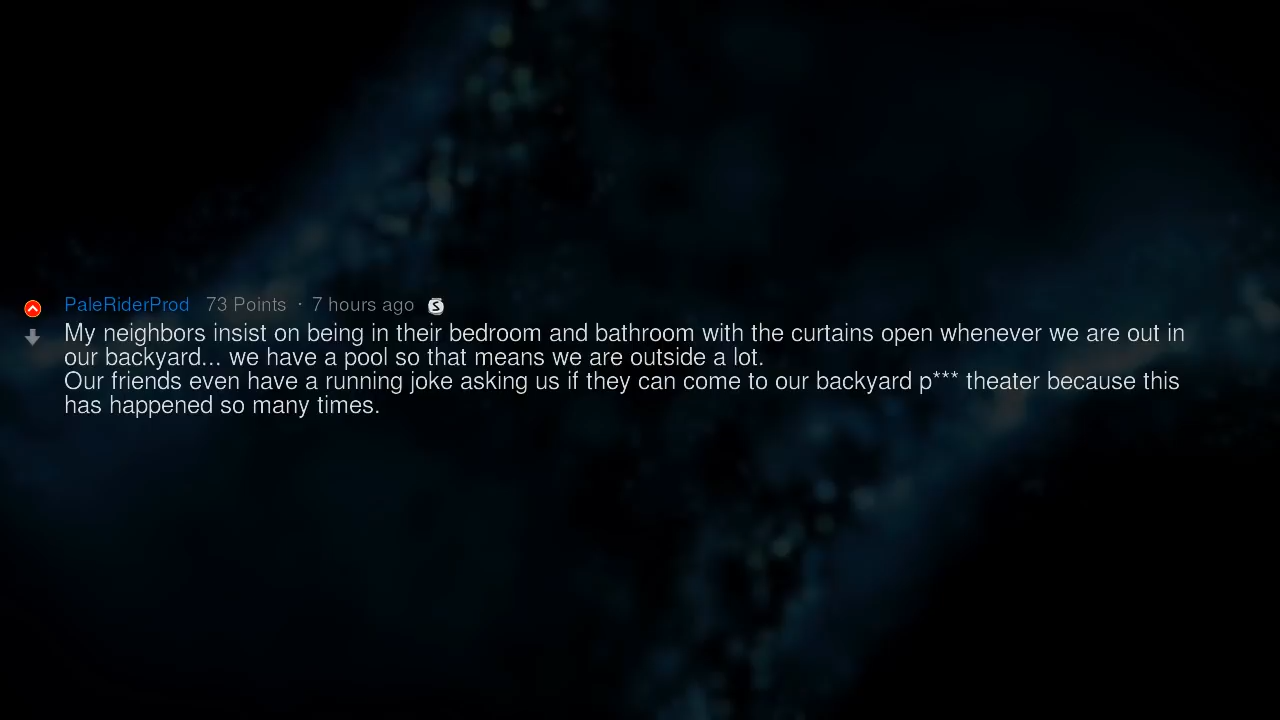 PaleRiderProd 73 Points · 7 hours ago
My neighbors insist on being in their bedroom and bathroom with the curtains open whenever we are out in
our backyard... we have a pool so that means we are outside a lot.
Our friends even have a running joke asking us if they can come to our backyard p*** theater because this
has happened so many times.